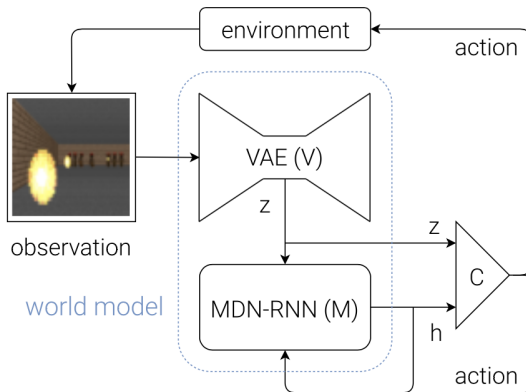 environment
action
VAE (V)
z
z
observation
C
world model
MDN-RNN (M)
h
action